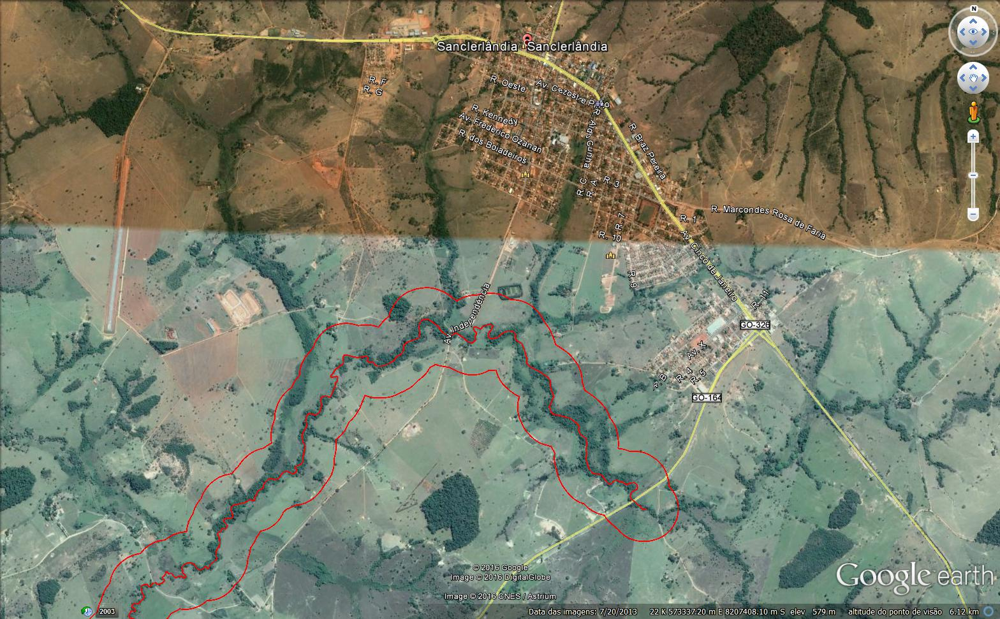 N
Sanclerlândia Sanclerlândia
R. F
R. G
R. Oeste
R. Kennedy
Av. Frederico Ozanan
R. dos Boiadeiros
R. Aldo Cunha
R. Braz Pereira
R. C
R. A
R. 3
R. 7
R. 1
R. Marcondes Rosa de Faria
R. 10
Av. Cinco de Janeiro
R. 9
R. 11
Av. Independência
GO-326
Av. X
R. B
R. 4
R. 5
GO-164
© 2016 Google
Image © 2016 DigitalGlobe
Image © 2016 CNES / Astrium
Google earth
2003
Data das imagens: 7/20/2013 22 K 573337.20 m E 8207408.10 m S elev 579 m altitude do ponto de visão 6.12 km